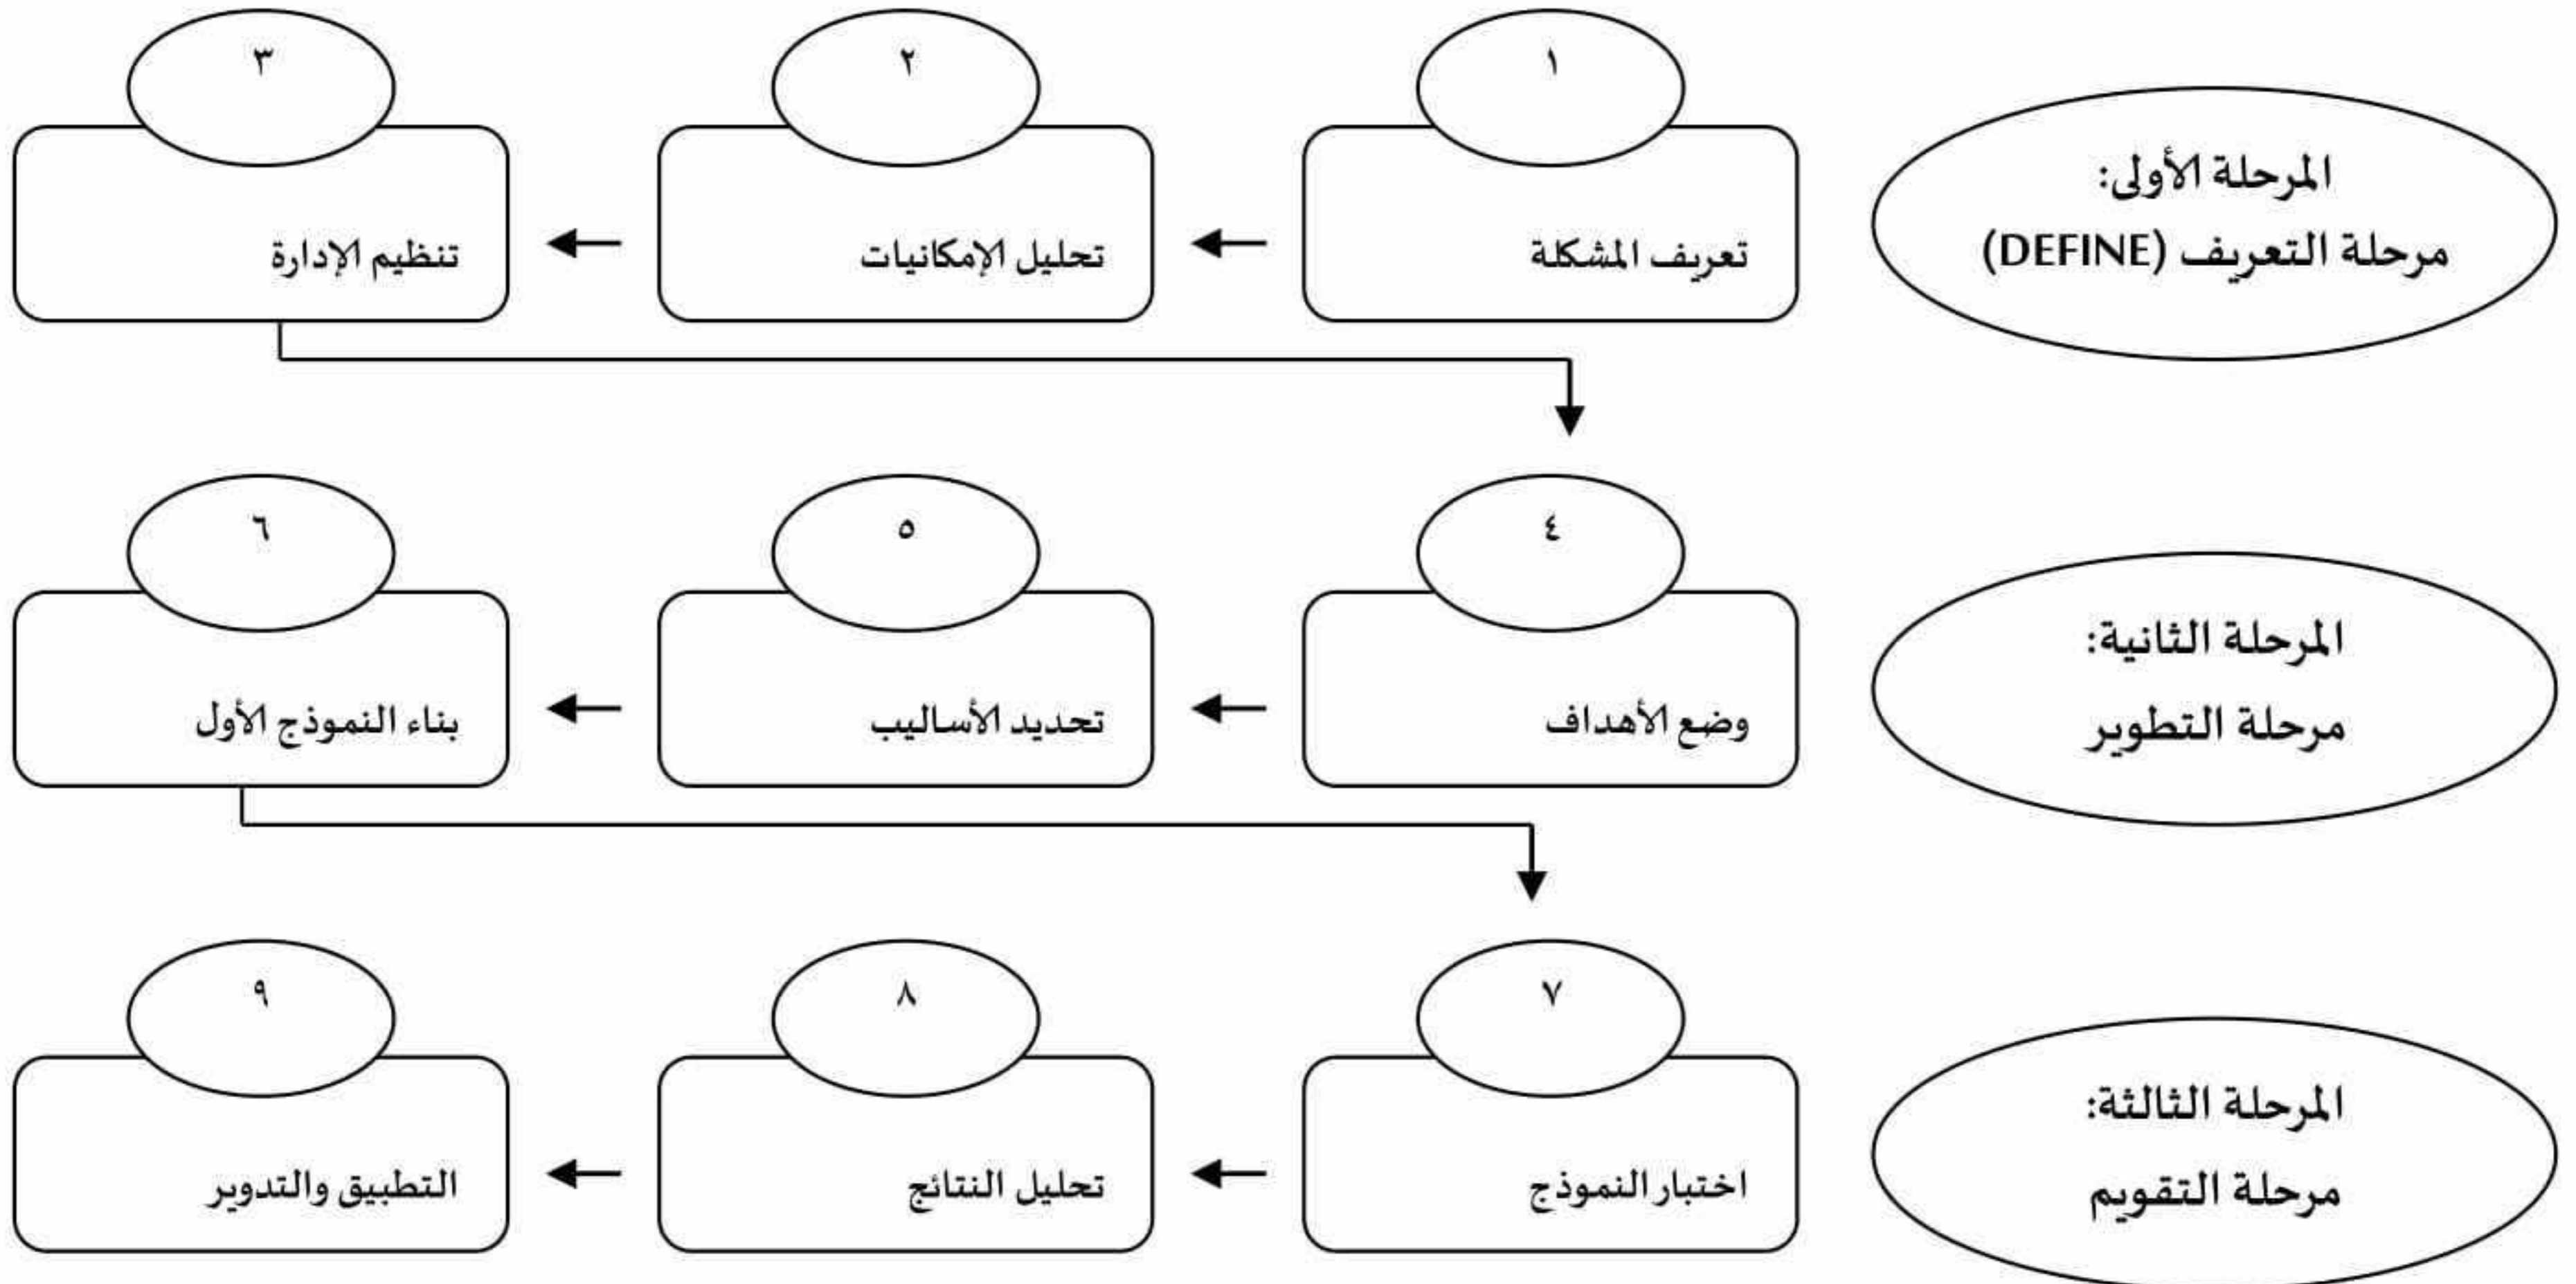 المرحلة الأولى:
مرحلة التعريف (DEFINE)
١
تعريف المشكلة
٢
تحليل الإمكانيات
٣
تنظيم الإدارة
المرحلة الثانية:
مرحلة التطوير
٤
وضع الأهداف
٥
تحديد الأساليب
٦
بناء النموذج الأول
المرحلة الثالثة:
مرحلة التقويم
٧
اختبار النموذج
٨
تحليل النتائج
٩
التطبيق والتدوير